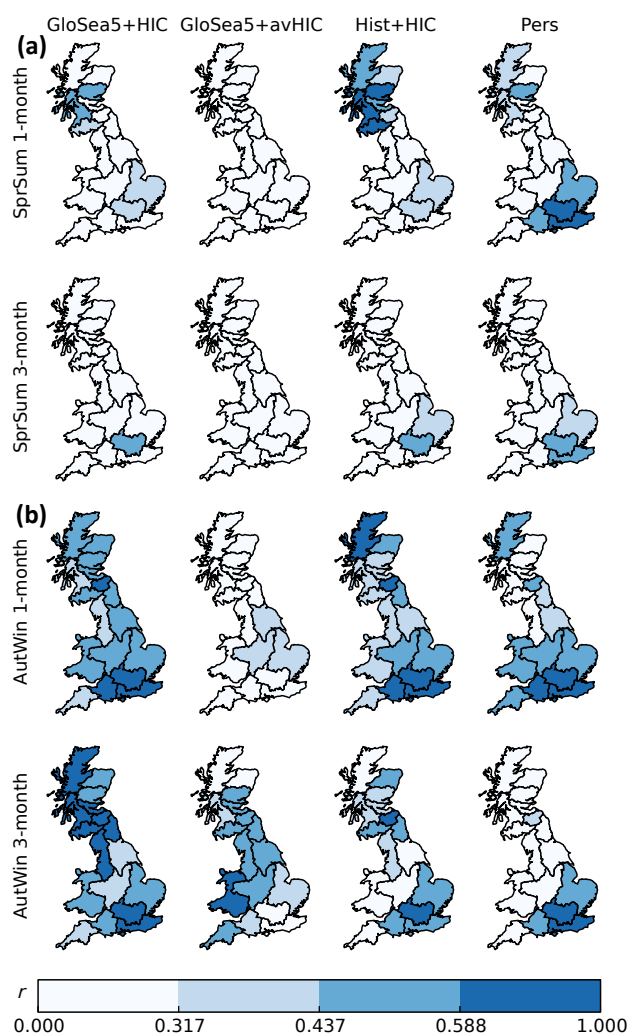 GloSea5+HIC GloSea5+avHIC Hist+HIC Pers
(a)
SprSum 1-month
SprSum 3-month
(b)
AutWin 1-month
AutWin 3-month
r
0.000 0.317 0.437 0.588 1.000